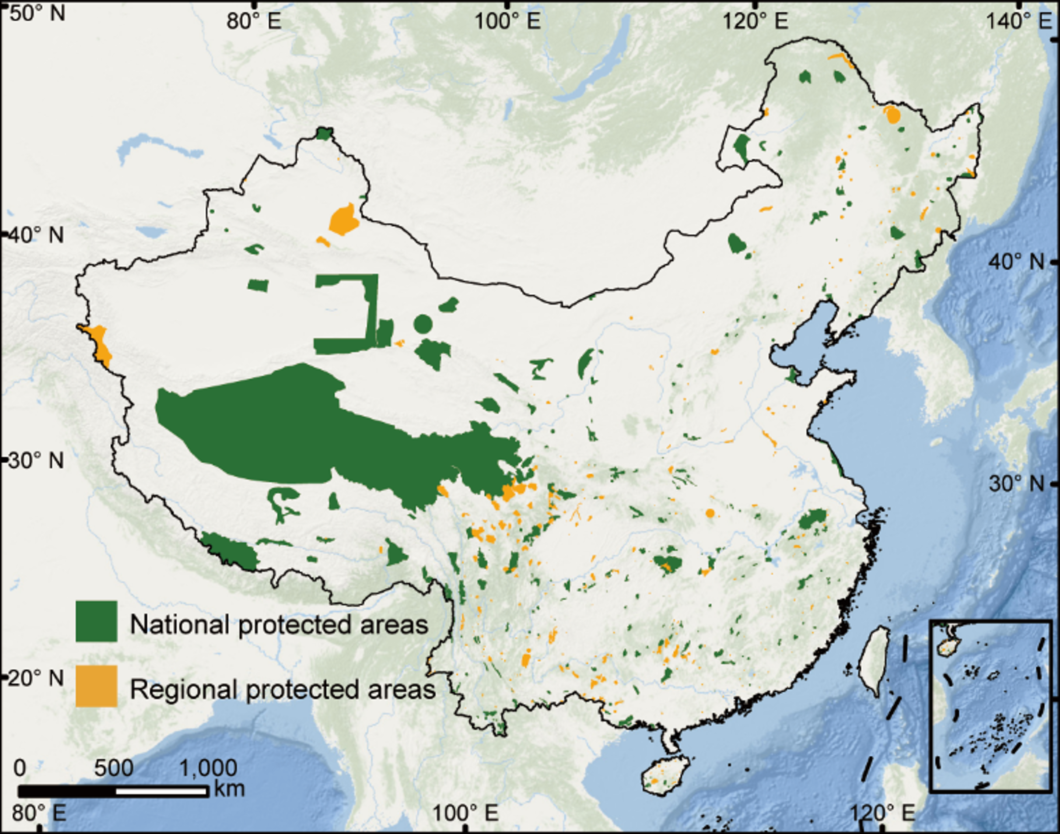 50° N
80° E
100° E
120° E
140° E
40° N
40° N
30° N
30° N
National protected areas
Regional protected areas
20° N
0 500 1,000
km
80° E
100° E
120° E